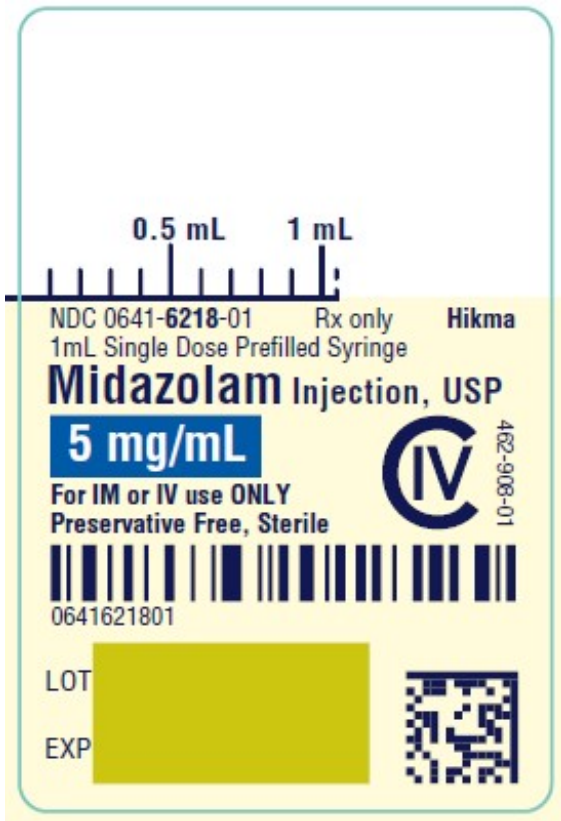 0.5 mL 1 mL
NDC 0641-6218-01 Rx only Hikma
1mL Single Dose Prefilled Syringe
Midazolam Injection, USP
5 mg/mL
CIV
462-908-01
For IM or IV use ONLY
Preservative Free, Sterile
0641621801
LOT
EXP